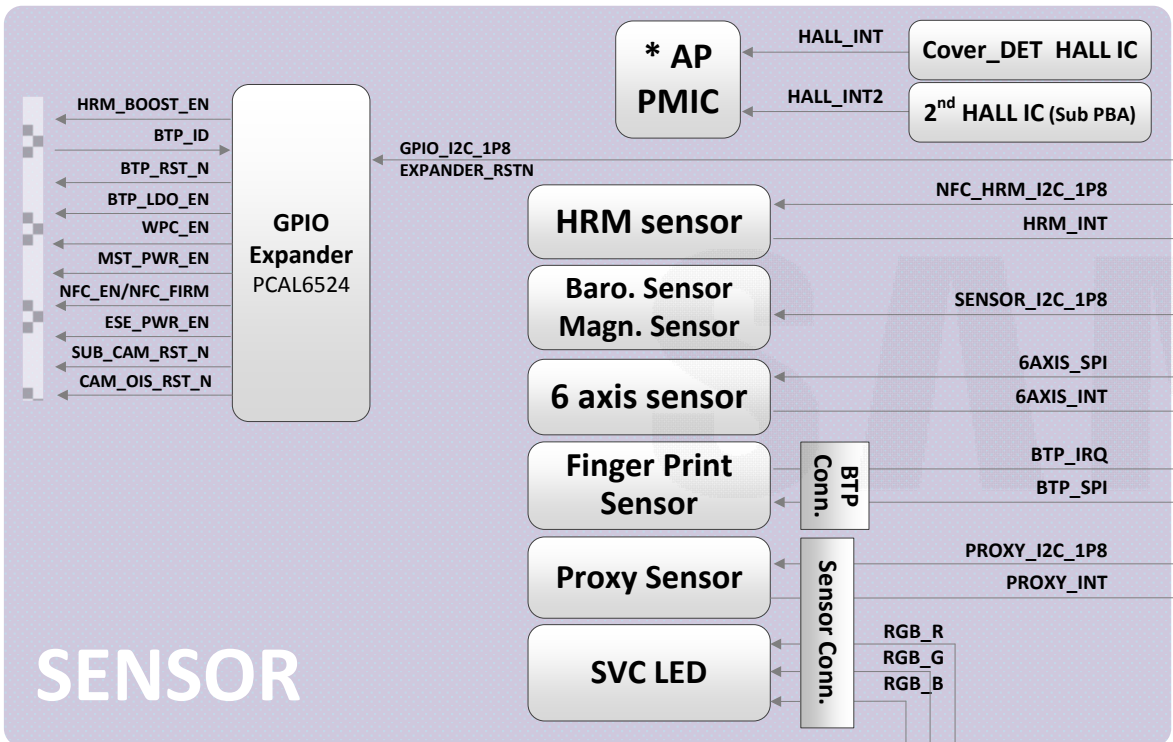 HALL_INT
* AP
PMIC
Cover_DET HALL IC
HALL_INT2
2nd HALL IC (Sub PBA)
HRM_BOOST_EN
BTP_ID
BTP_RST_N
BTP_LDO_EN
WPC_EN
MST_PWR_EN
NFC_EN/NFC_FIRM
ESE_PWR_EN
SUB_CAM_RST_N
CAM_OIS_RST_N
GPIO
Expander
PCAL6524
GPIO_I2C_1P8
EXPANDER_RSTN
HRM sensor
NFC_HRM_I2C_1P8
HRM_INT
Baro. Sensor
Magn. Sensor
SENSOR_I2C_1P8
6 axis sensor
6AXIS_SPI
6AXIS_INT
Finger Print
Sensor
BTP
Conn.
BTP_IRQ
BTP_SPI
Proxy Sensor
Sensor Conn.
PROXY_I2C_1P8
PROXY_INT
SVC LED
RGB_R
RGB_G
RGB_B
SENSOR